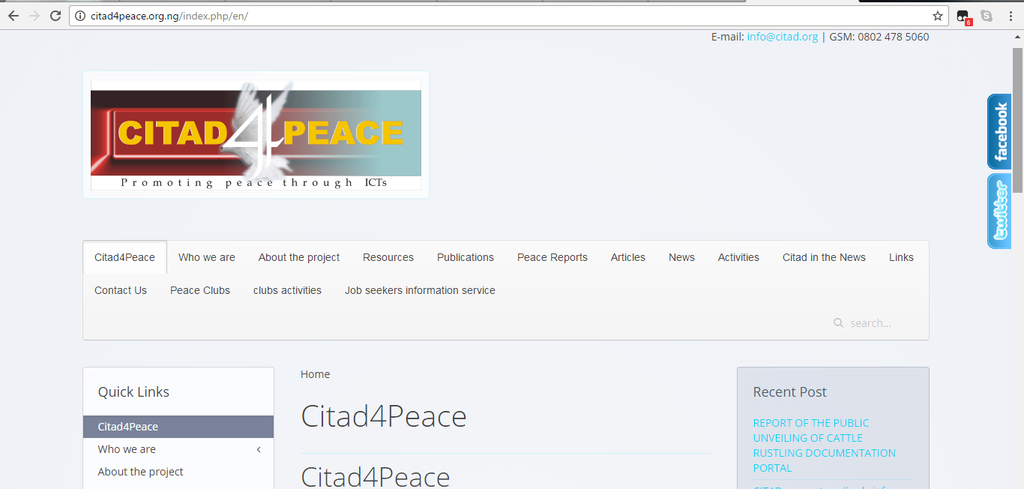 citad4peace.org.ng/index.php/en/
6
E-mail: info@citad.org | GSM: 0802 478 5060
CITAD4PEACE
Promoting peace through ICTs
facebook
twitter
Citad4Peace Who we are About the project Resources Publications Peace Reports Articles News Activities Citad in the News Links
Contact Us Peace Clubs clubs activities Job seekers information service
search...
Quick Links
Citad4Peace
Who we are
About the project
Home
Citad4Peace
Citad4Peace
Recent Post
REPORT OF THE PUBLIC
UNVEILING OF CATTLE
RUSTLING DOCUMENTATION
PORTAL